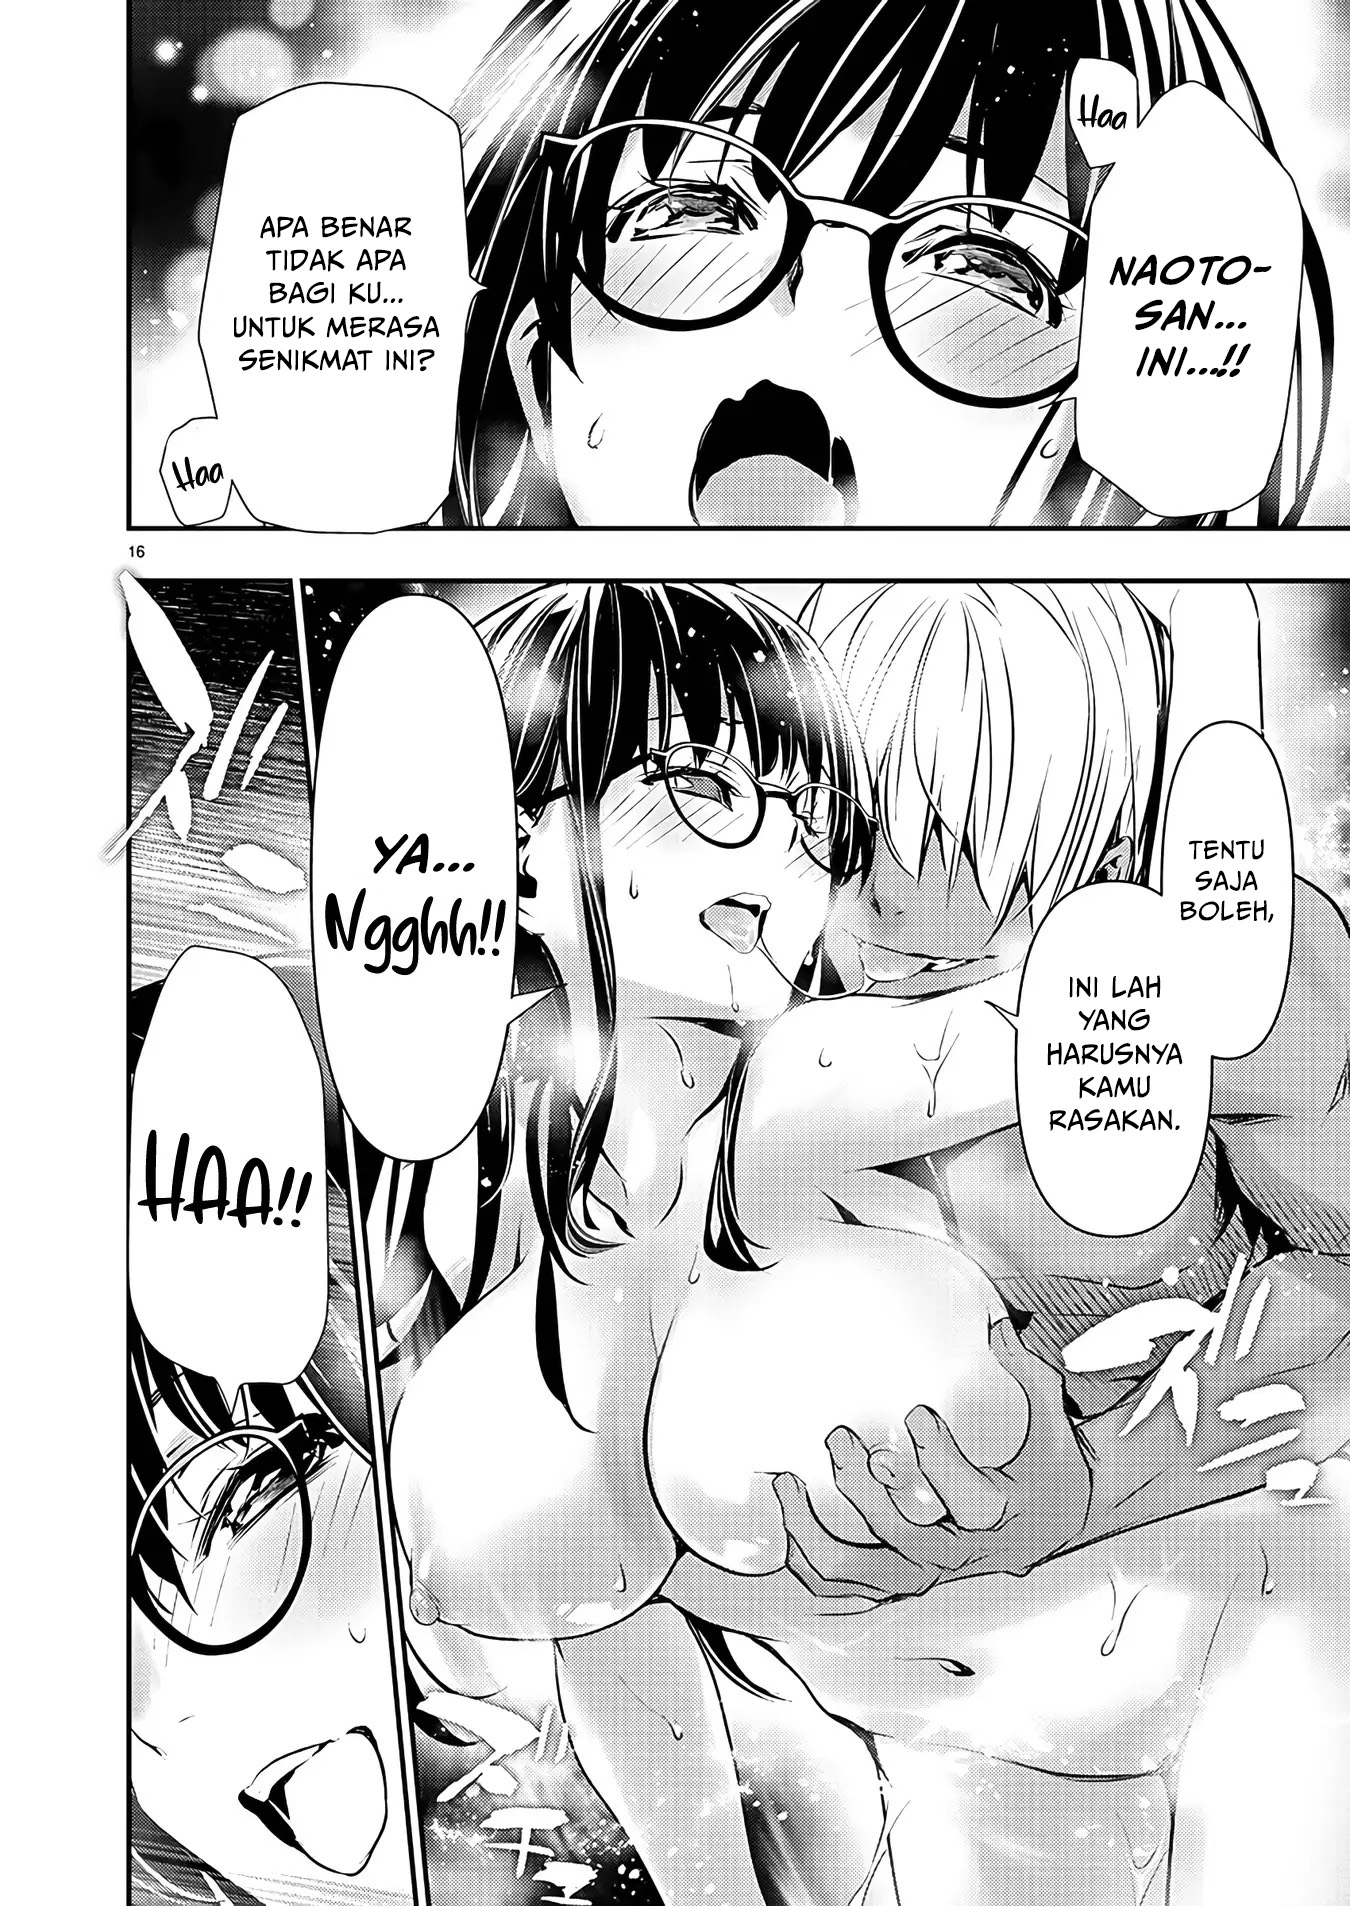 Haa
NAOTO-
SAN...
INI...!!
APA BENAR
TIDAK APA
BAGI KU...
UNTUK MERASA
SENIKMAT INI?
Haa
16
TENTU
SAJA
BOLEH,
INI LAH
YANG
HARUSNYA
KAMU
RASAKAN.
YA...
Ngghh!!
HAA!!